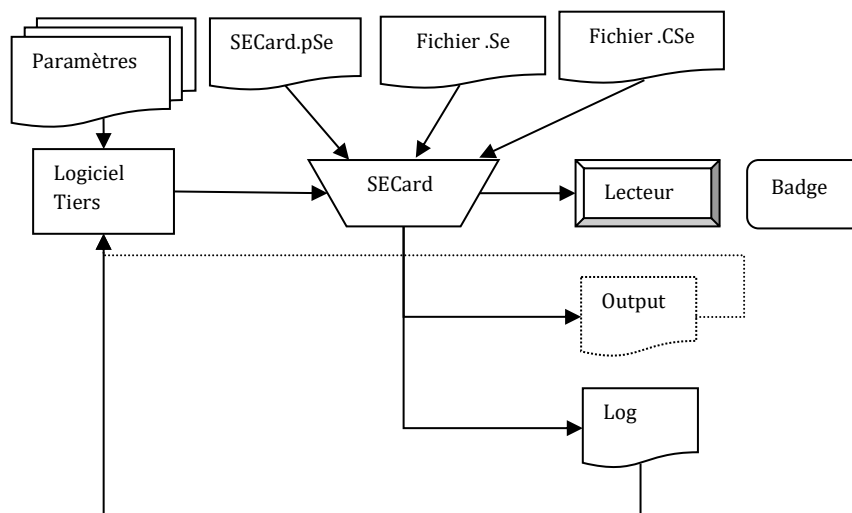 Paramètres
SECard.pSe
Fichier .Se
Fichier .CSe
Logiciel
Tiers
SECard
Lecteur
Badge
Output
Log